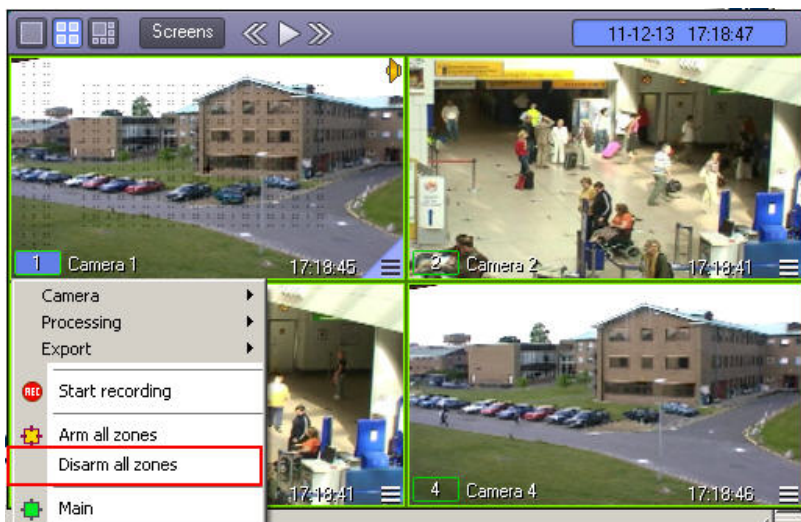 Screens
11-12-13 17:18:47
1 Camera 1 17:18:45
2 Camera 2 17:18:41
Camera
Processing
Export
REC Start recording
Arm all zones
Disarm all zones
Main
17:18:41
4 Camera 4 17:18:46